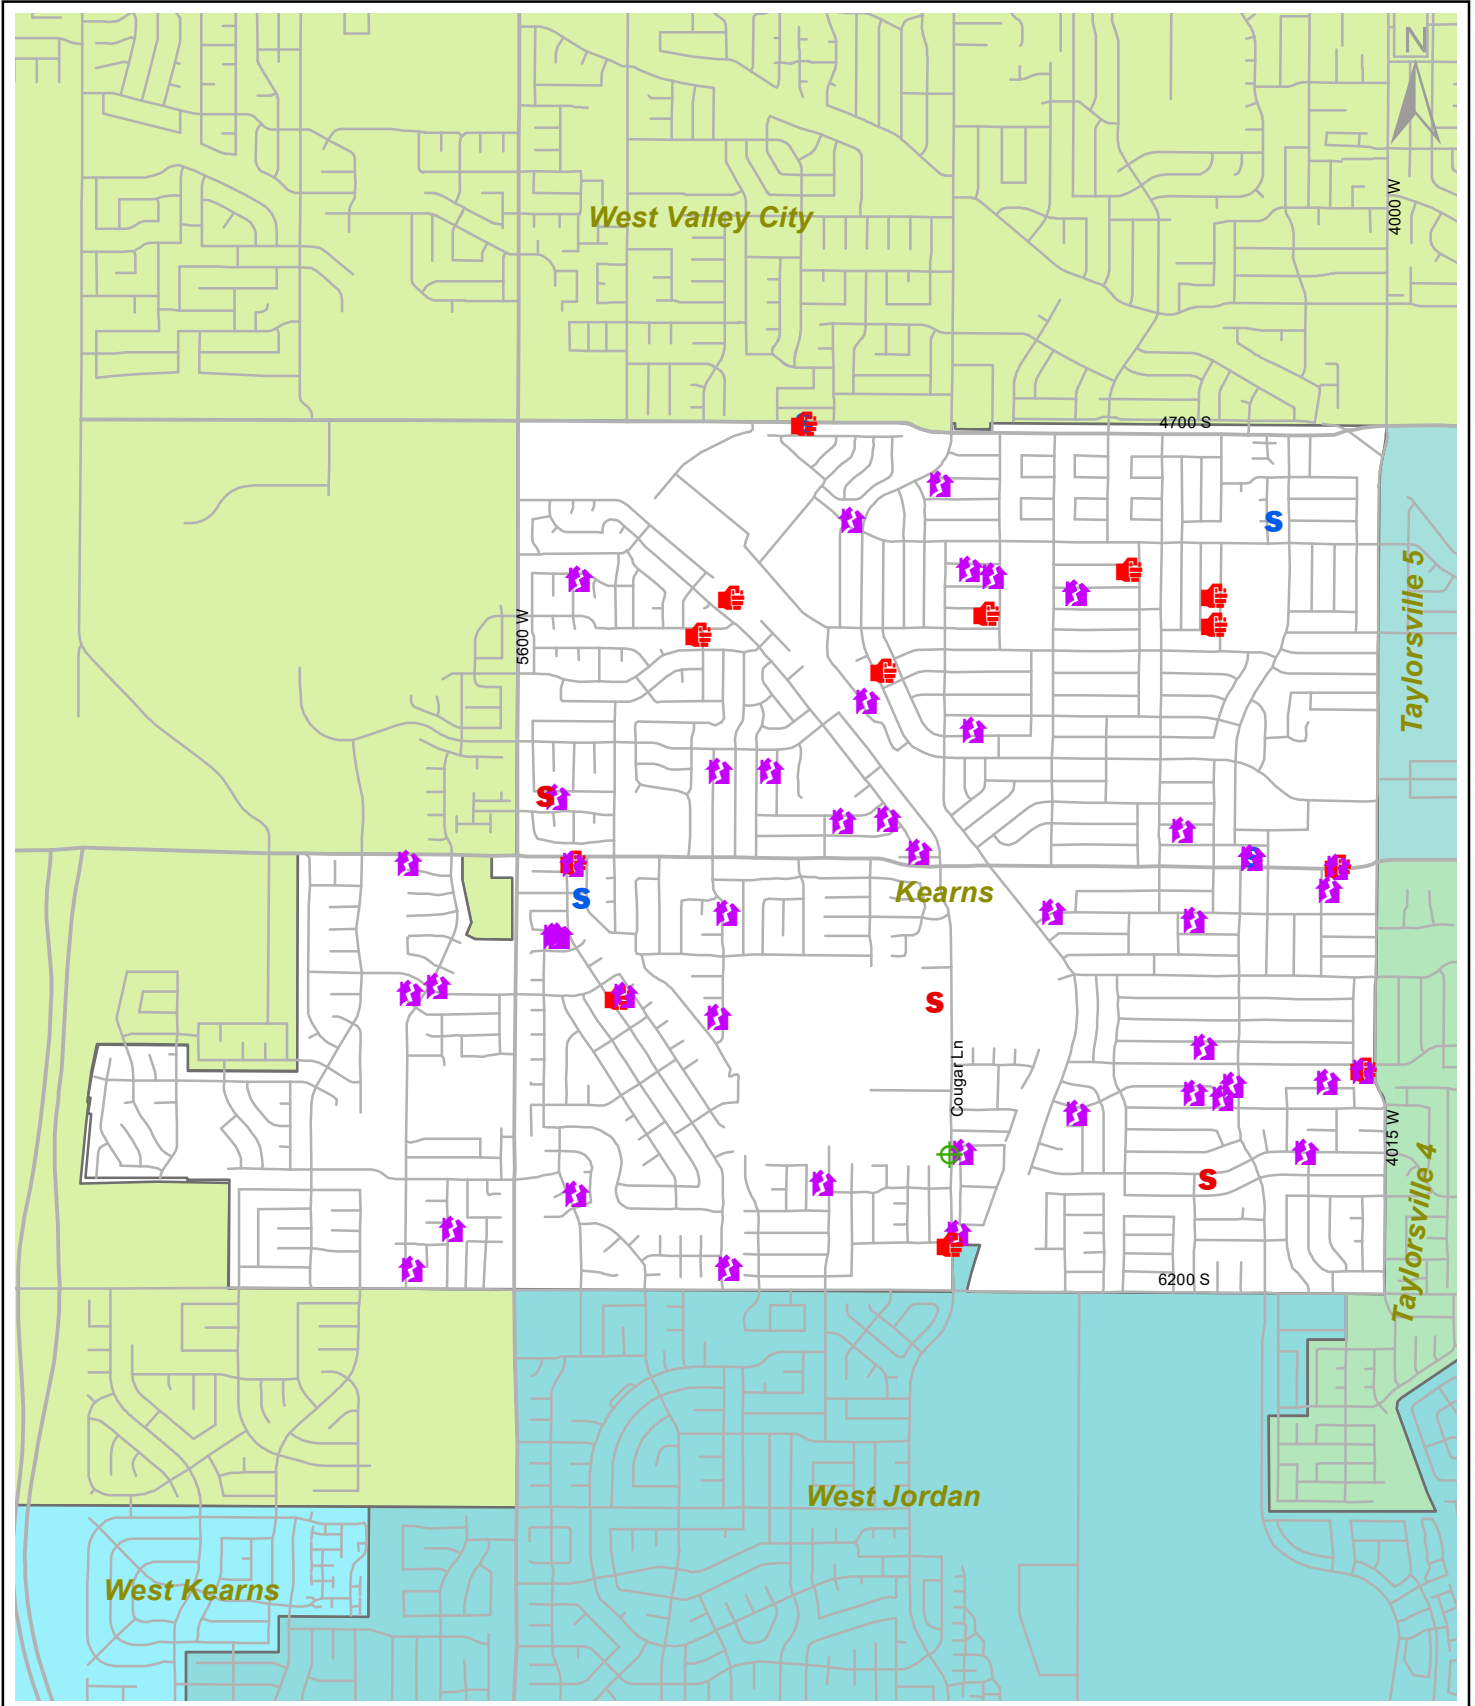 N
4000 W
West Valley City
4700 S
S
Taylorsville 5
5600 W
S
Kearns
S
S
S
Cougar Ln
4015 W
S
Taylorsville 4
6200 S
West Jordan
West Kearns